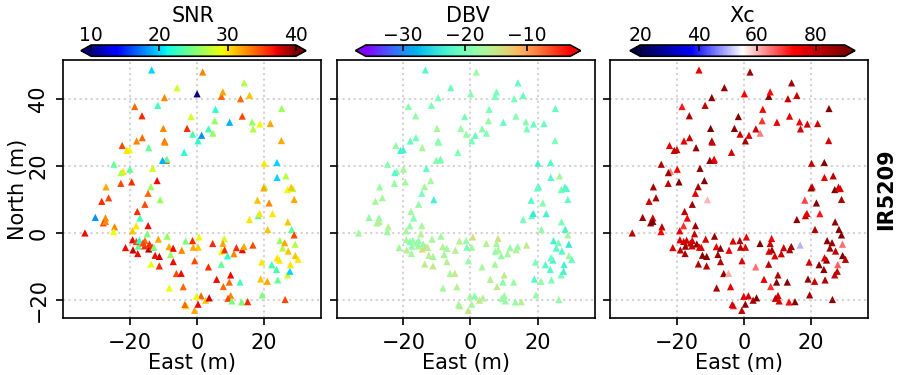 SNR DBV Xc
10 20 30 40 −30 −20 −10 20 40 60 80
40
20
0
−20
North (m)
IR5209
−20 0 20 −20 0 20 −20 0 20
East (m) East (m) East (m)